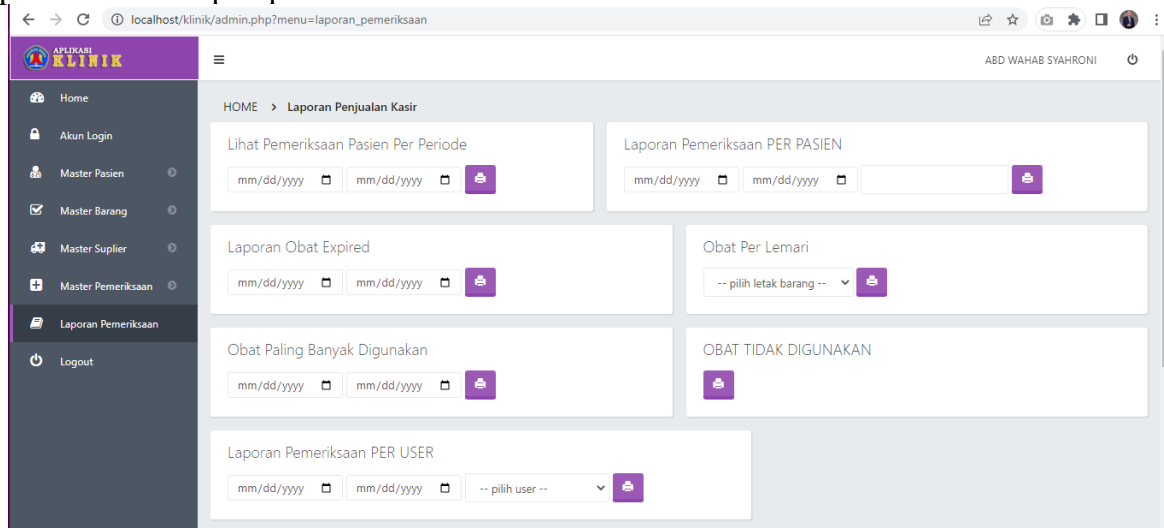 localhost/klinik/admin.php?menu=laporan_pemeriksaan
APLIKASI
KLINIK
ABD WAHAB SYAHRONI
Home
Akun Login
Master Pasien
Master Barang
Master Suplier
Master Pemeriksaan
Laporan Pemeriksaan
Logout
HOME > Laporan Penjualan Kasir
Lihat Pemeriksaan Pasien Per Periode
mm/dd/yyyy mm/dd/yyyy
Laporan Pemeriksaan PER PASIEN
mm/dd/yyyy mm/dd/yyyy
Laporan Obat Expired
mm/dd/yyyy mm/dd/yyyy
Obat Per Lemari
-- pilih letak barang --
Obat Paling Banyak Digunakan
mm/dd/yyyy mm/dd/yyyy
OBAT TIDAK DIGUNAKAN
Laporan Pemeriksaan PER USER
mm/dd/yyyy mm/dd/yyyy -- pilih user --